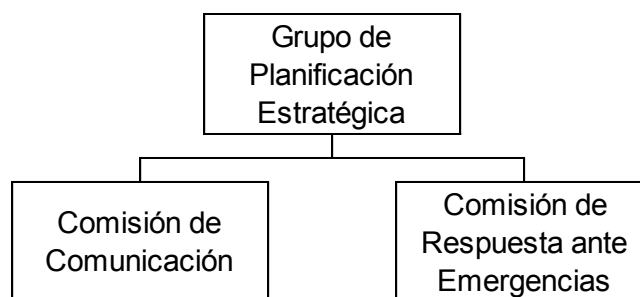 Grupo de
Planificación
Estratégica
Comisión de
Comunicación
Comisión de
Respuesta ante
Emergencias